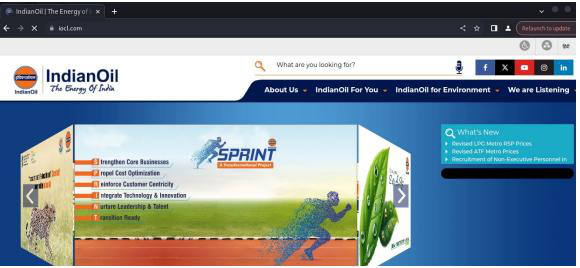 IndianOil | The Energy of I
iocl.com
Relaunch to update
What are you looking for?
IndianOil
IndianOil
The Energy Of India
About Us
IndianOil For You
IndianOil for Environment
We are Listening
SPRINT
A Transformational Project
Strengthen Core Businesses
Propel Cost Optimization
Reinforce Customer Centricity
Integrate Technology & Innovation
Nurture Leadership & Talent
Transition Ready
What's New
Revised LPG Metro RSP Prices
Revised ATF Metro Prices
Recruitment of Non-Executive Personnel in